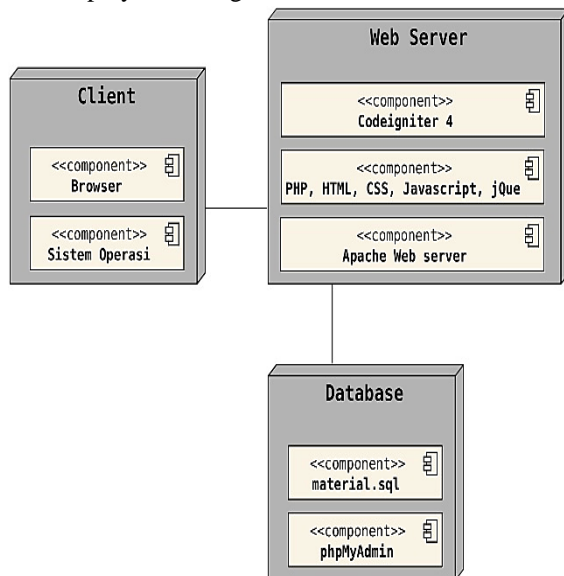 Client
<<component>>
Browser
<<component>>
Sistem Operasi
Web Server
<<component>>
Codeigniter 4
<<component>>
PHP, HTML, CSS, Javascript, jQue
<<component>>
Apache Web server
Database
<<component>>
material.sql
<<component>>
phpMyAdmin